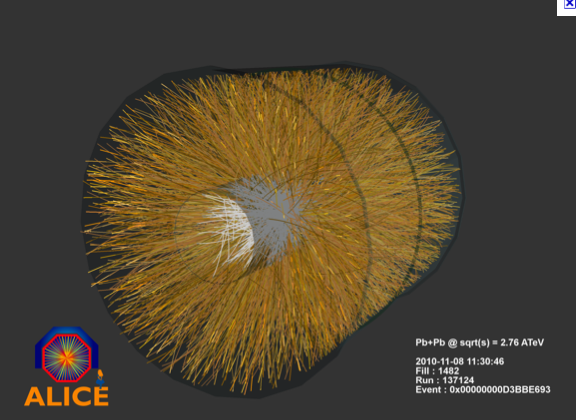 Pb+Pb @ sqrt(s) = 2.76 ATeV
2010-11-08 11:30:46
Fill : 1482
Run : 137124
Event : 0x00000000D3BBE693
ALICE